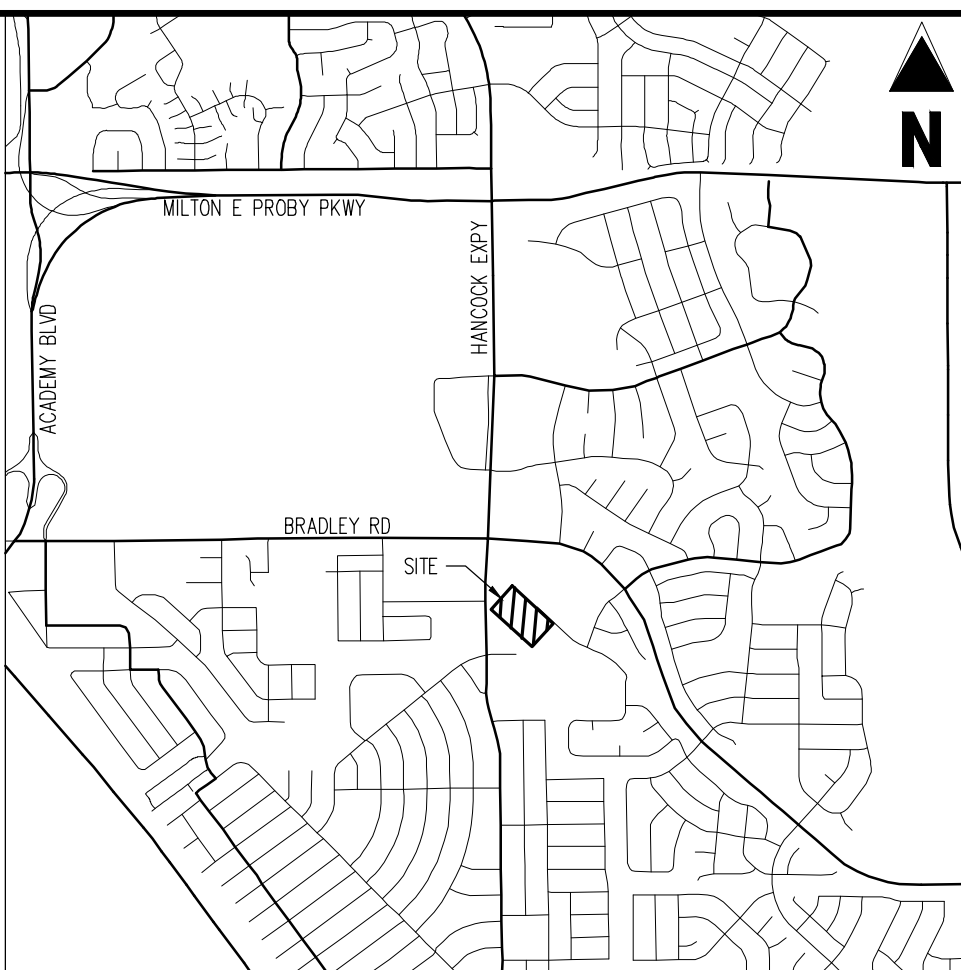 N
MILTON E PROBY PKWY
HANCOCK EXPY
ACADEMY BLVD
BRADLEY RD
SITE